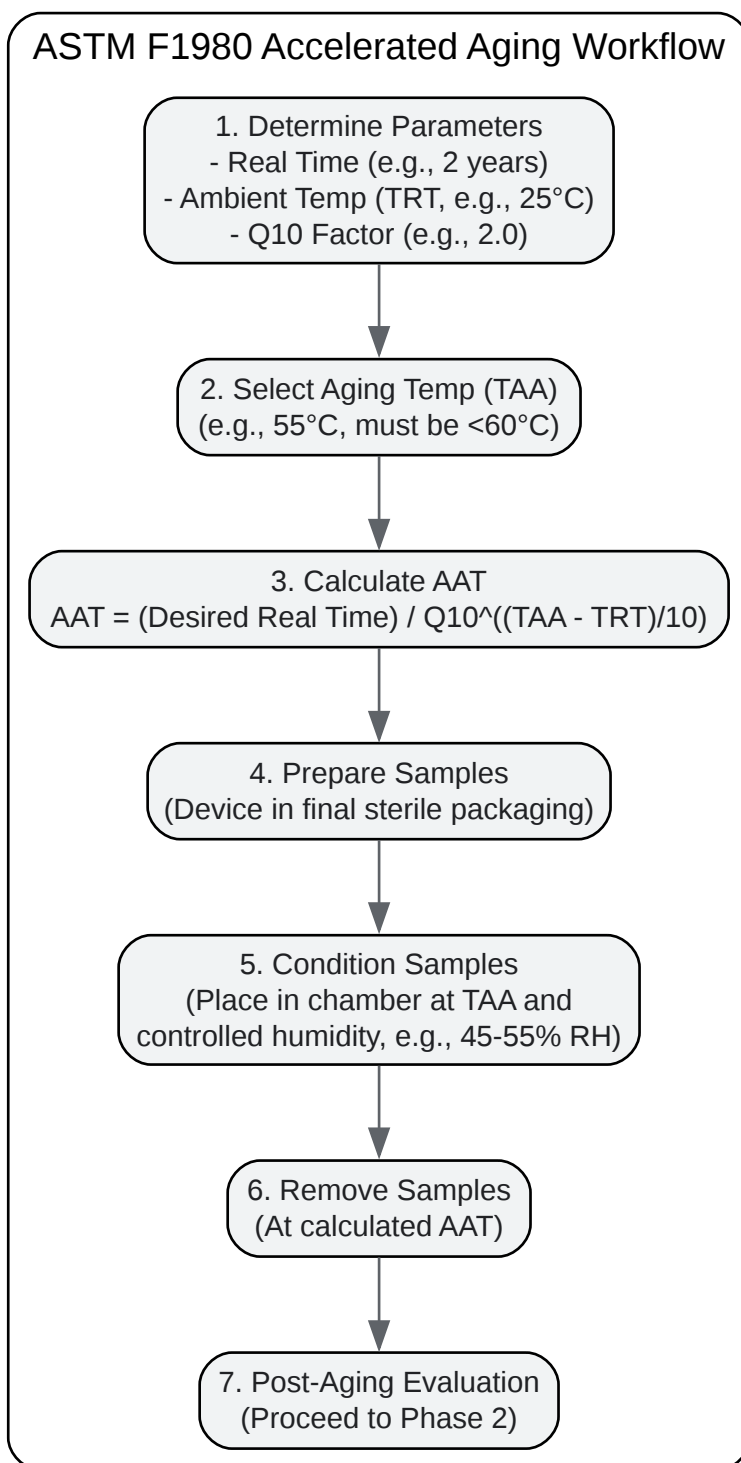 ASTM F1980 Accelerated Aging Workflow
1. Determine Parameters
- Real Time (e.g., 2 years)
- Ambient Temp (TRT, e.g., 25°C)
- Q10 Factor (e.g., 2.0)
2. Select Aging Temp (TAA)
(e.g., 55°C, must be <60°C)
3. Calculate AAT
AAT = (Desired Real Time) / Q10^((TAA - TRT)/10)
4. Prepare Samples
(Device in final sterile packaging)
5. Condition Samples
(Place in chamber at TAA and
controlled humidity, e.g., 45-55% RH)
6. Remove Samples
(At calculated AAT)
7. Post-Aging Evaluation
(Proceed to Phase 2)